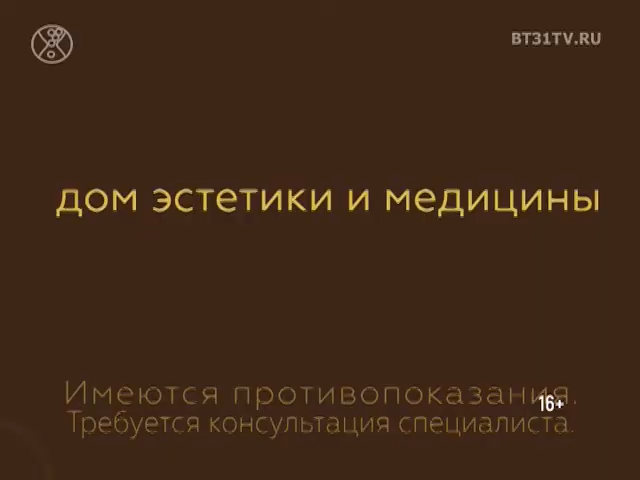 BT31TV.RU
дом эстетики и медицины
Имеются противопоказания.
16+
Требуется консультация специалиста.